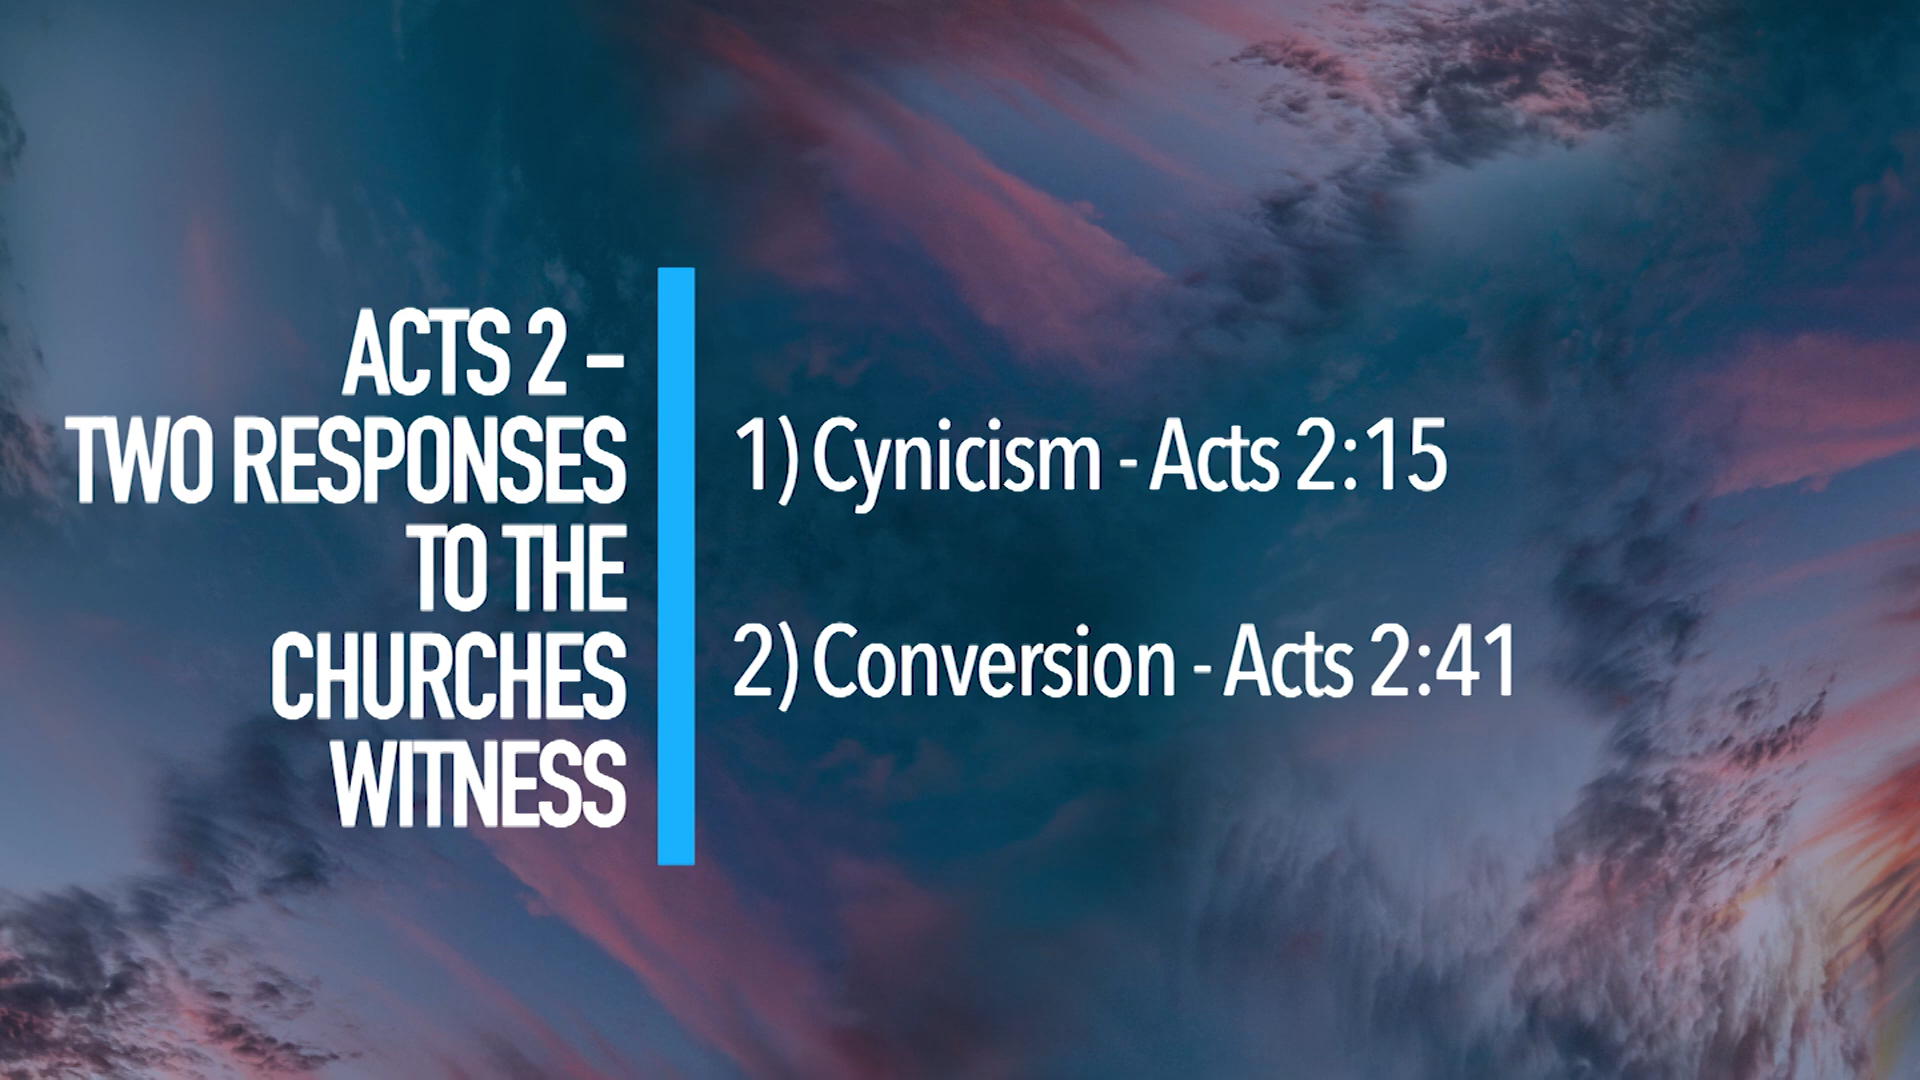 ACTS 2 –
TWO RESPONSES
TO THE
CHURCHES
WITNESS
1) Cynicism - Acts 2:15
2) Conversion - Acts 2:41